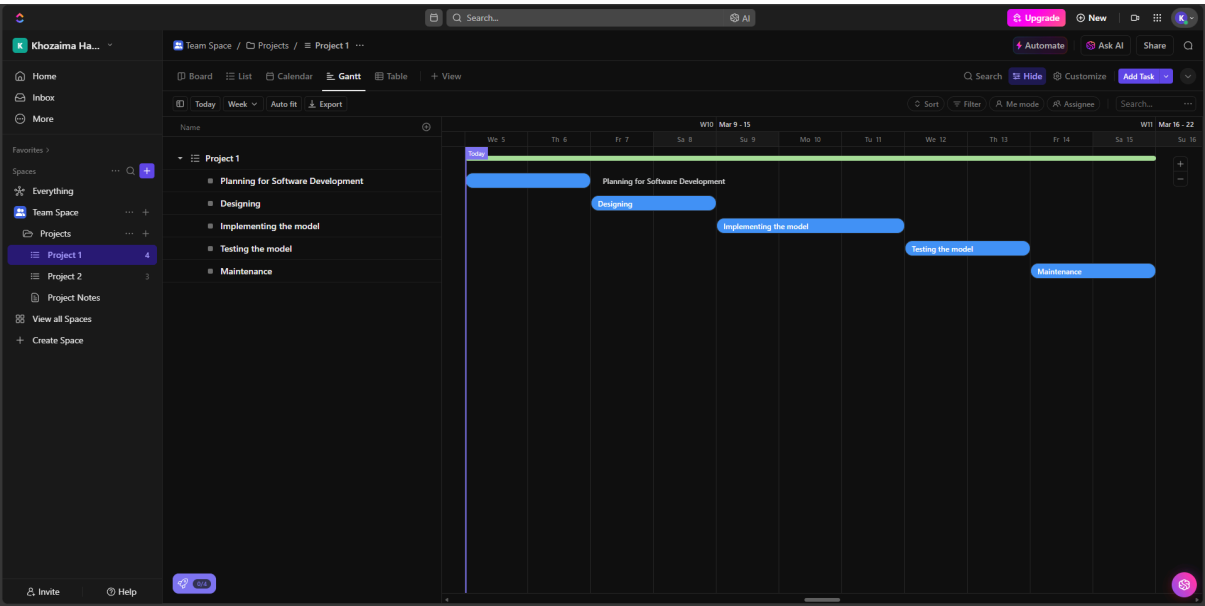 Search...
AI
Upgrade
New
K
K Khozaima Ha...
Team Space / Projects / Project 1 ...
Automate
Ask AI
Share
Home
Inbox
More
Favorites >
Spaces
Everything
Team Space
Projects
Project 1 4
Project 2 3
Project Notes
View all Spaces
Create Space
Invite
Help
Board
List
Calendar
Gantt
Table
+ View
Search
Hide
Customize
Add Task
Today
Week
Auto fit
Export
Sort
Filter
Me mode
Assignee
Search...
Name
W10 Mar 9 - 15
W11 Mar 16 - 22
We 5 Th 6 Fr 7 Sa 8 Su 9 Mo 10 Tu 11 We 12 Th 13 Fr 14 Sa 15 Su 16
Today
Project 1
Planning for Software Development
Planning for Software Development
Designing
Designing
Implementing the model
Implementing the model
Testing the model
Testing the model
Maintenance
Maintenance
0/4